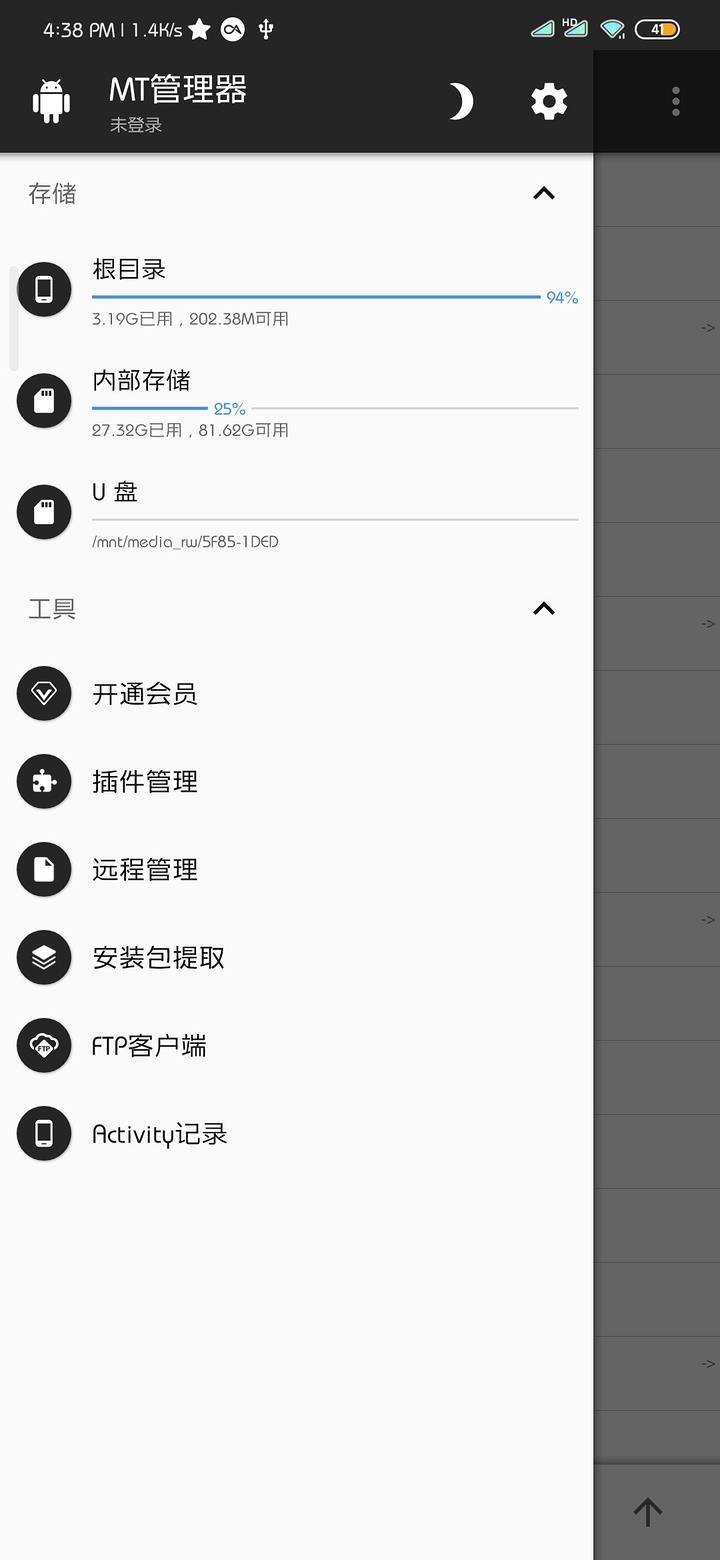 4:38 PM | 1.4K/s
HD
41
MT管理器
未登录
存储
根目录
94%
3.19G已用，202.38M可用
->
内部存储
25%
27.32G已用，81.62G可用
U 盘
/mnt/media_rw/5F85-1DED
工具
->
开通会员
插件管理
远程管理
->
安装包提取
FTP
FTP客户端
Activity记录
->